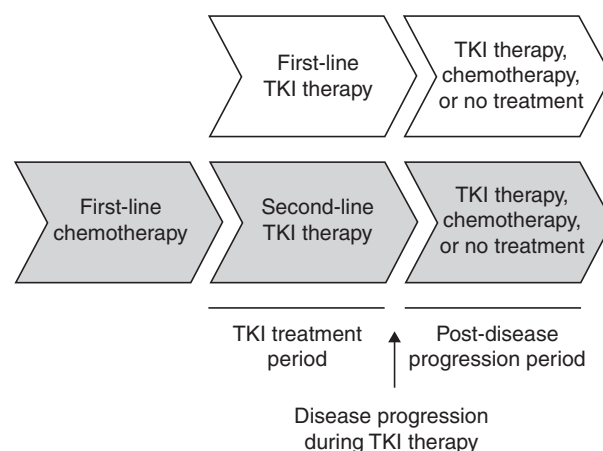 First-line
TKI therapy
TKI therapy,
chemotherapy,
or no treatment
First-line
chemotherapy
Second-line
TKI therapy
TKI therapy,
chemotherapy,
or no treatment
TKI treatment
period
Post-disease
progression period
Disease progression
during TKI therapy